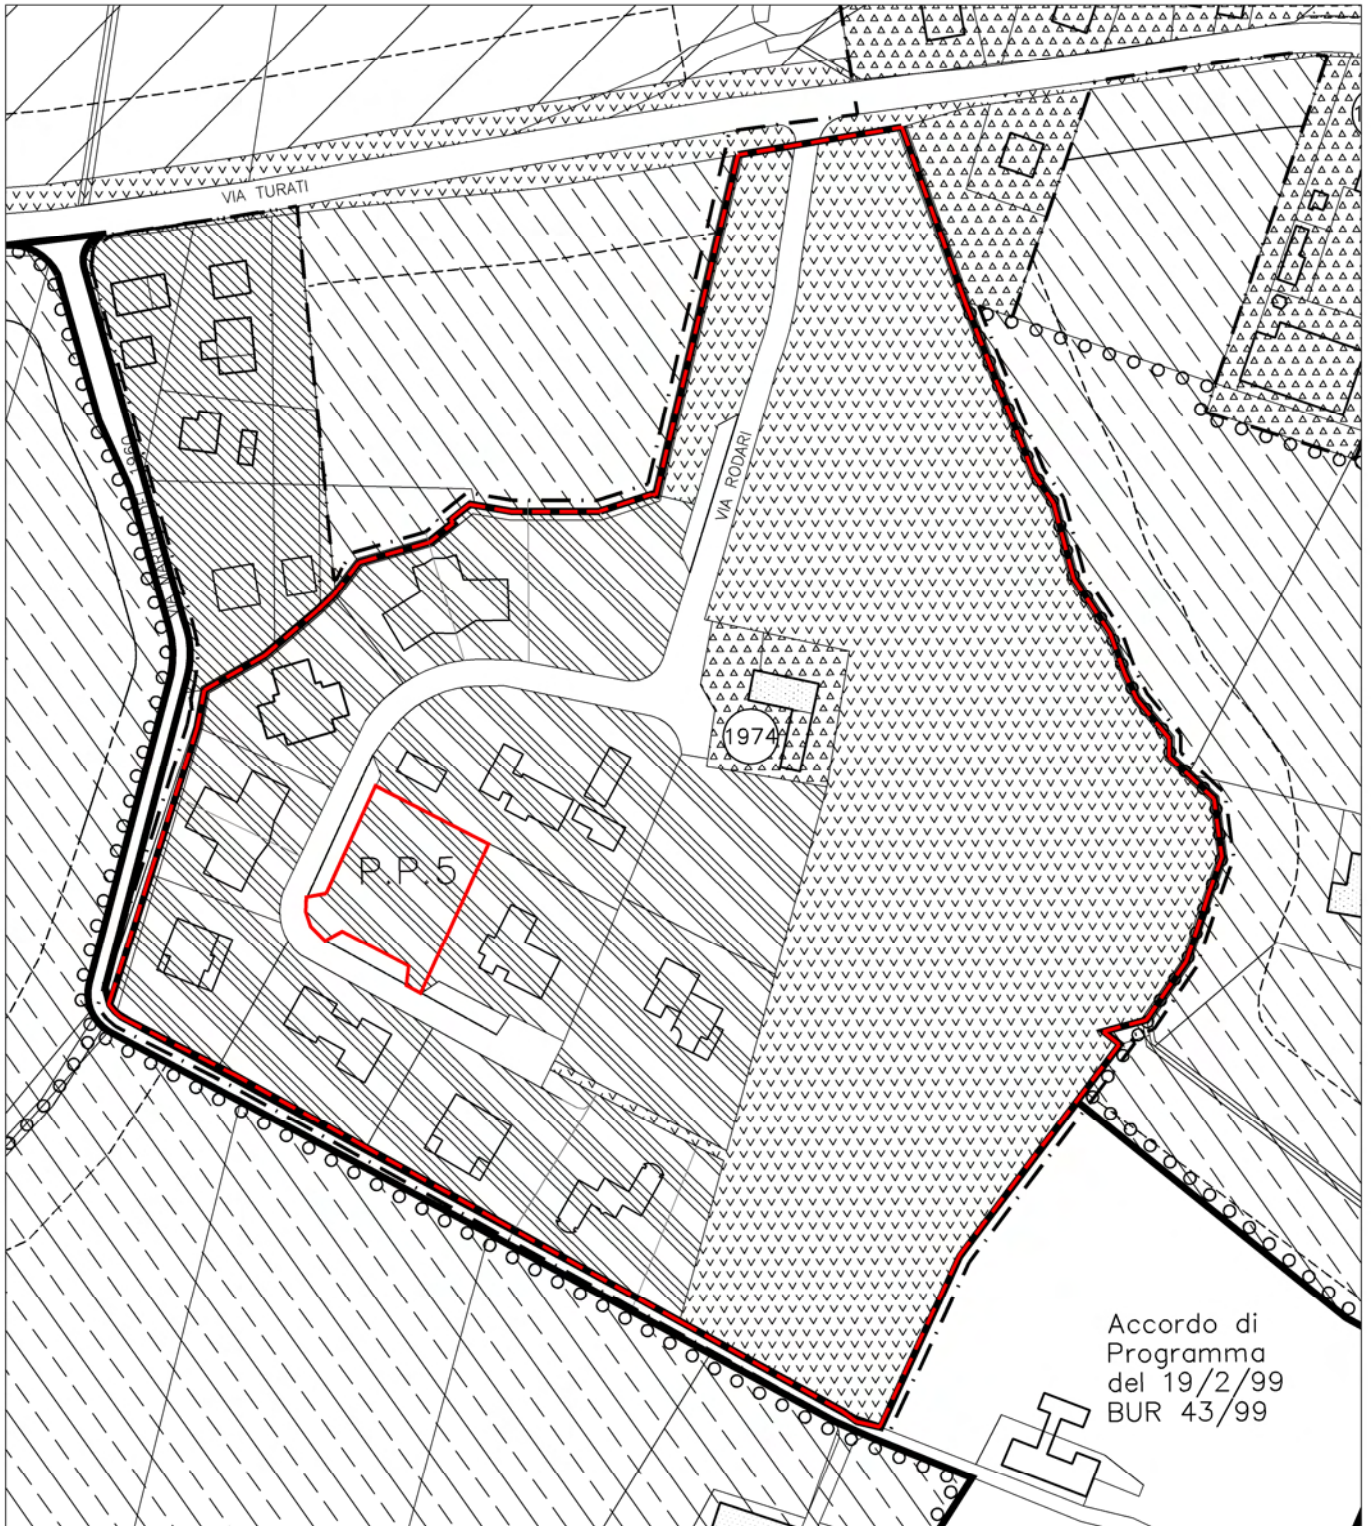 VIA TURATI
VIA RODARI
1974
P.P.5
Accordo di
Programma
del 19/2/99
BUR 43/99